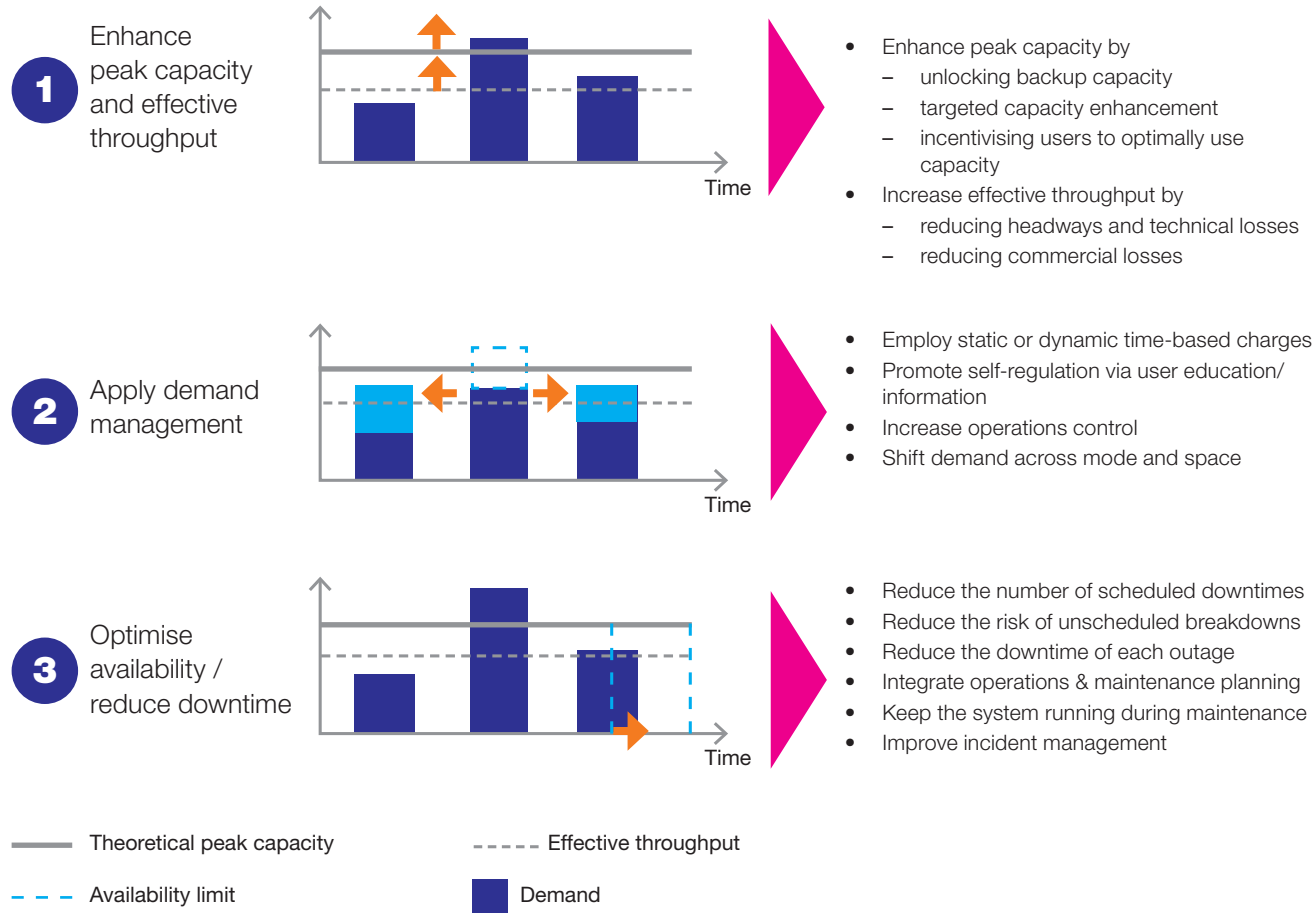 1
Enhance
peak capacity
and effective
throughput
Time
• Enhance peak capacity by
– unlocking backup capacity
– targeted capacity enhancement
– incentivising users to optimally use
capacity
• Increase effective throughput by
– reducing headways and technical losses
– reducing commercial losses
2
Apply demand
management
Time
• Employ static or dynamic time-based charges
• Promote self-regulation via user education/
information
• Increase operations control
• Shift demand across mode and space
3
Optimise
availability /
reduce downtime
Time
• Reduce the number of scheduled downtimes
• Reduce the risk of unscheduled breakdowns
• Reduce the downtime of each outage
• Integrate operations & maintenance planning
• Keep the system running during maintenance
• Improve incident management
Theoretical peak capacity
Effective throughput
Availability limit
Demand